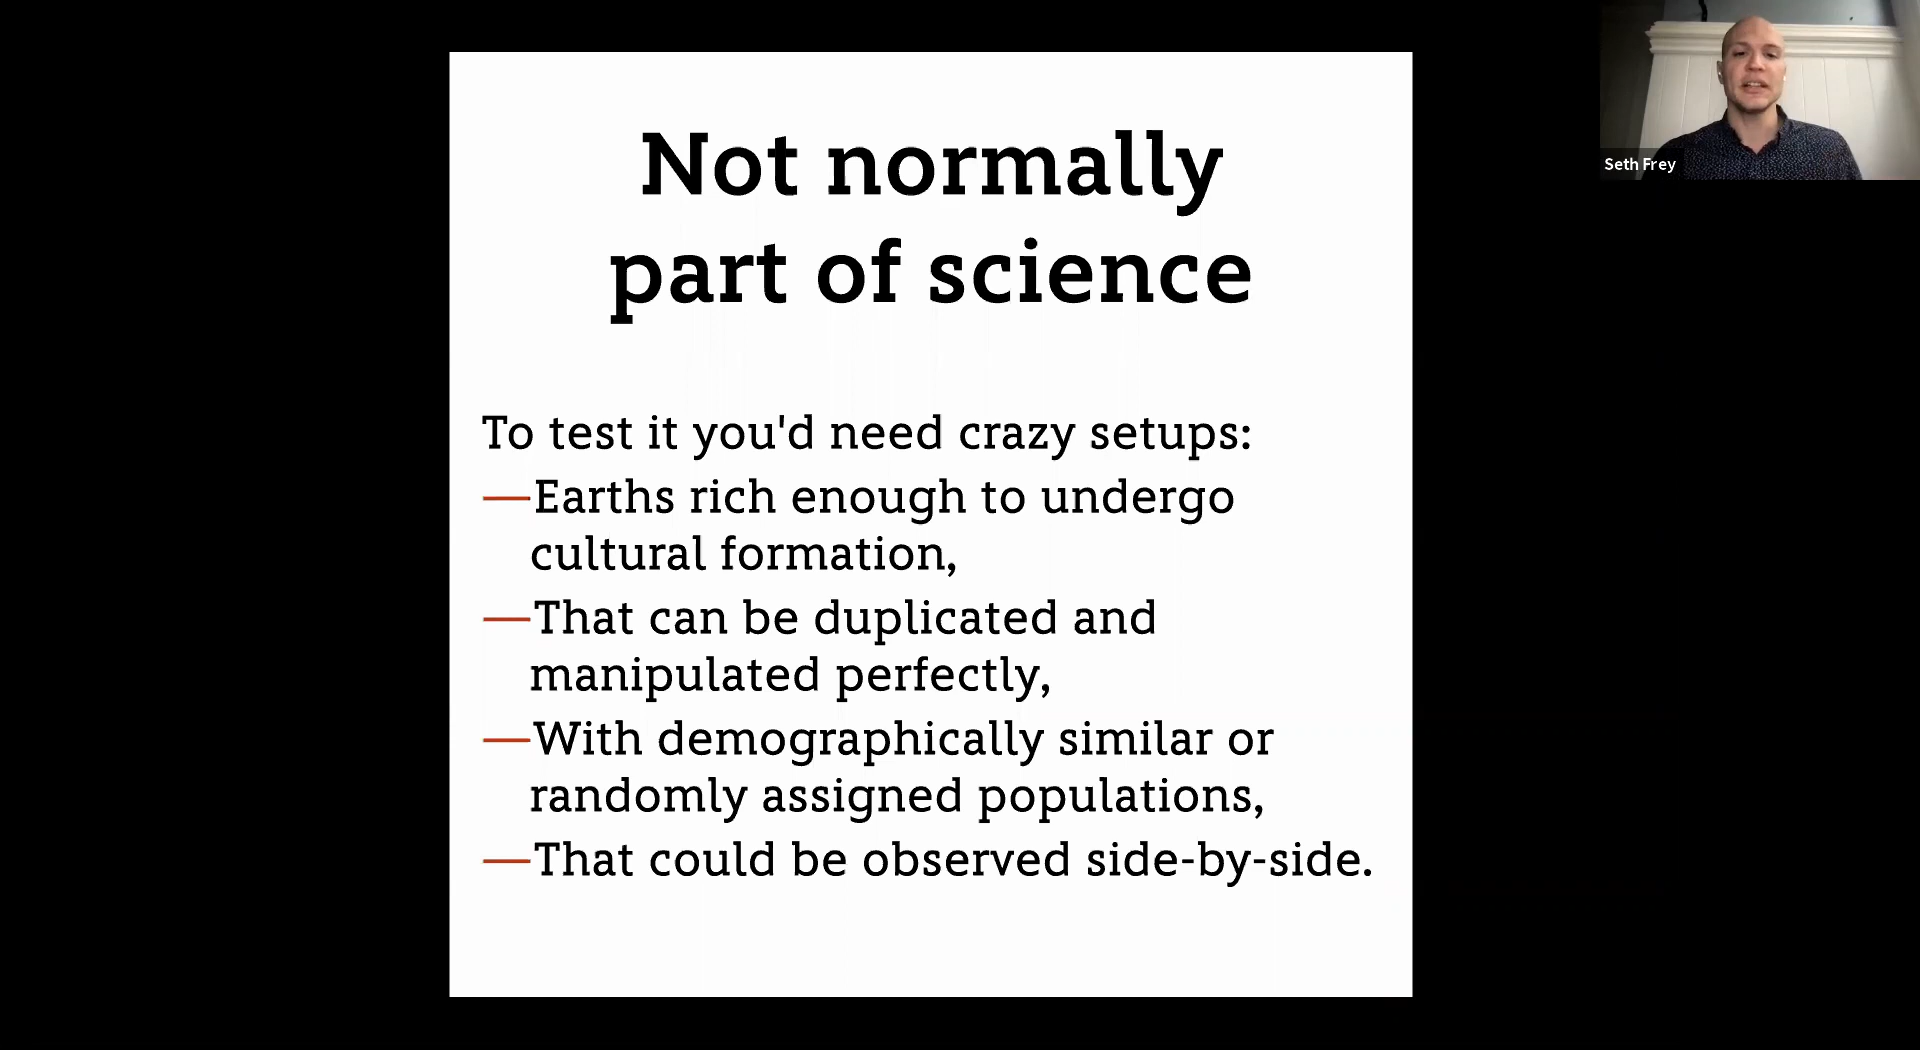 Not normally
part of science
To test it you'd need crazy setups:
—Earths rich enough to undergo
cultural formation,
—That can be duplicated and
manipulated perfectly,
—With demographically similar or
randomly assigned populations,
—That could be observed side-by-side.
Seth Frey